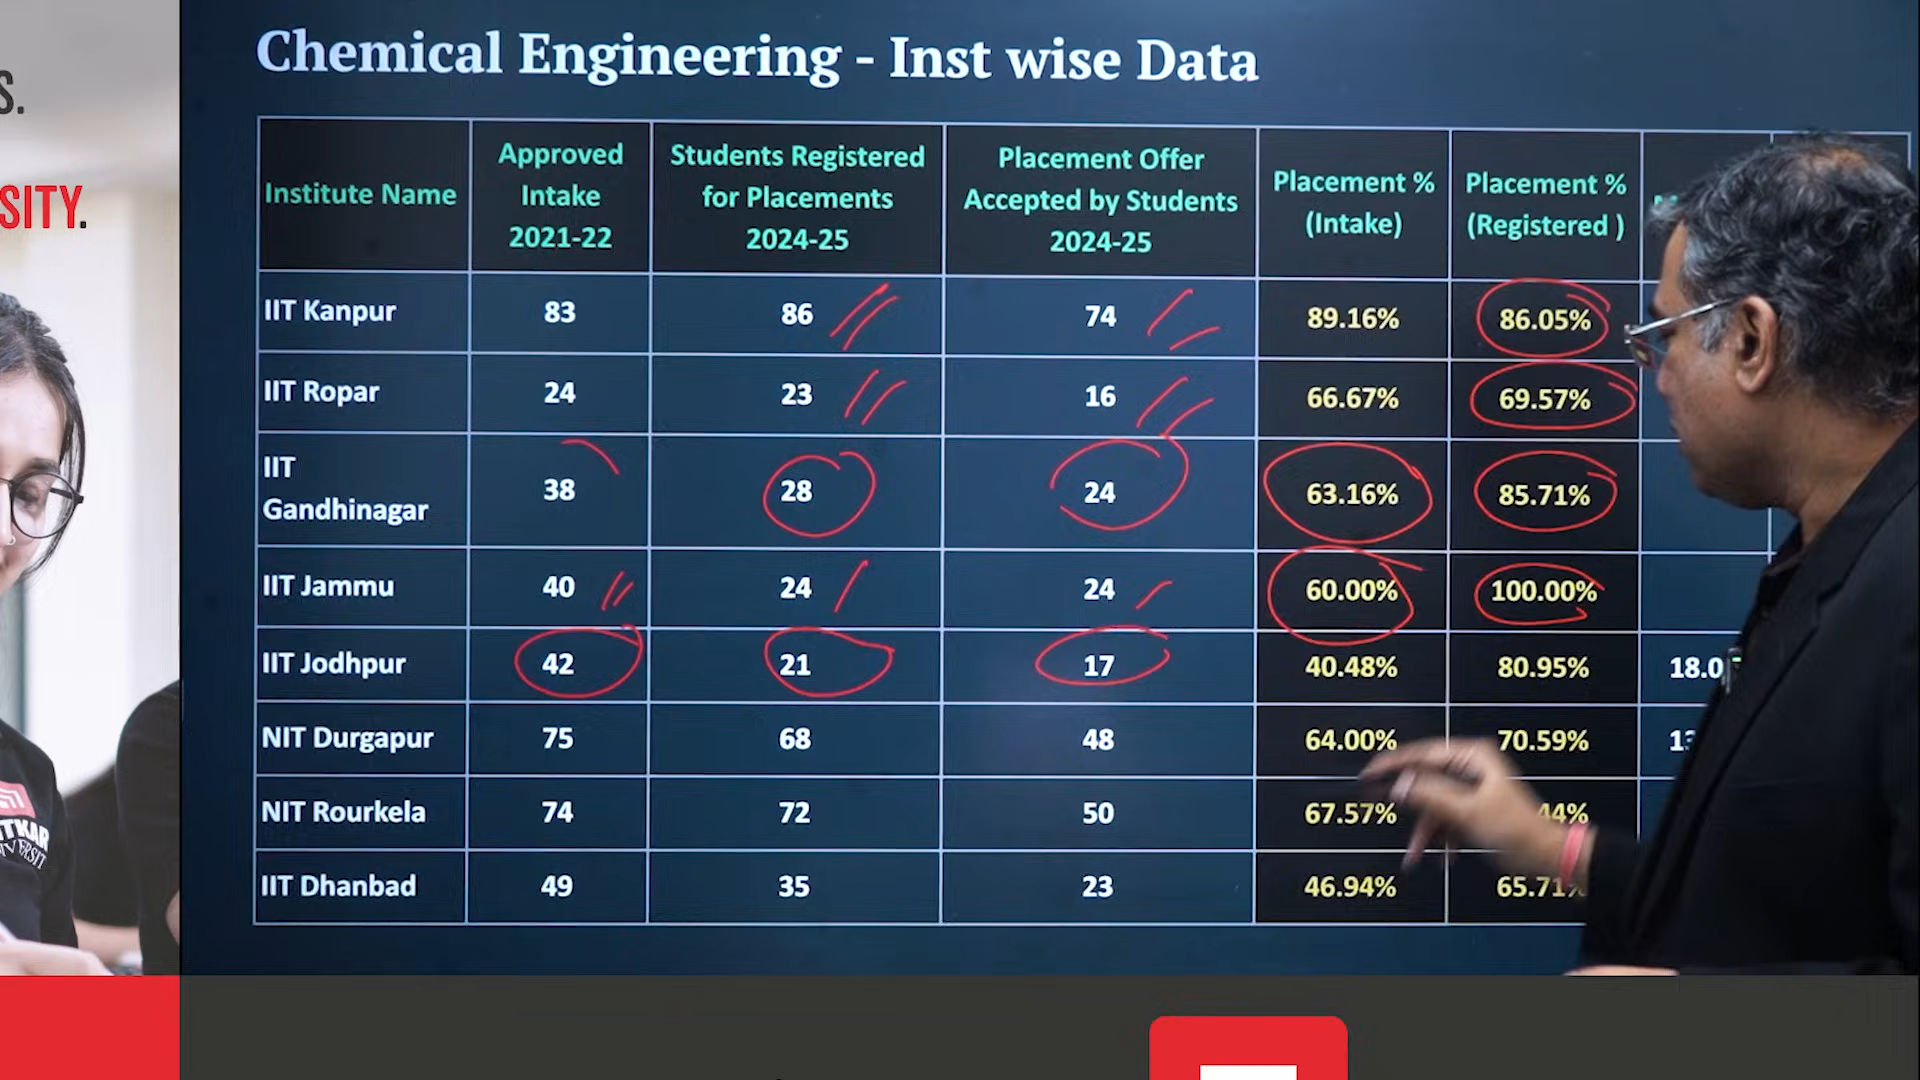 S.
SITY.
Chemical Engineering - Inst wise Data
Institute Name
Approved
Intake
2021-22
Students Registered
for Placements
2024-25
Placement Offer
Accepted by Students
2024-25
Placement %
(Intake)
Placement %
(Registered )
IIT Kanpur 83 86 74 89.16% 86.05%
IIT Ropar 24 23 16 66.67% 69.57%
IIT
Gandhinagar 38 28 24 63.16% 85.71%
IIT Jammu 40 24 24 60.00% 100.00%
IIT Jodhpur 42 21 17 40.48% 80.95% 18.0
NIT Durgapur 75 68 48 64.00% 70.59%
NIT Rourkela 74 72 50 67.57% 44%
IIT Dhanbad 49 35 23 46.94% 65.71%